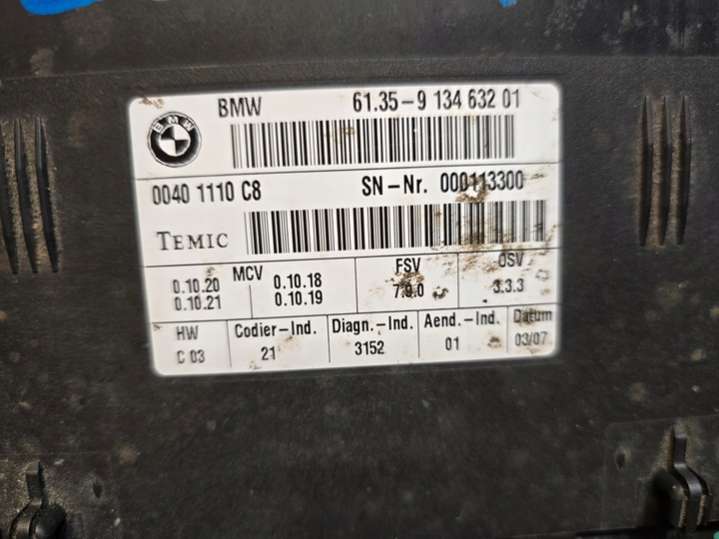 BMW 61.35-9 134 632 01
BMW
0040 1110 C8 SN-Nr. 000113300
TEMIC
MCV FSV OSV
0.10.20 0.10.18 7.9.0 3.3.3
0.10.21 0.10.19
HW Codier-Ind. Diagn.-Ind. Aend.-Ind. Datum
C 03 21 3152 01 03/07